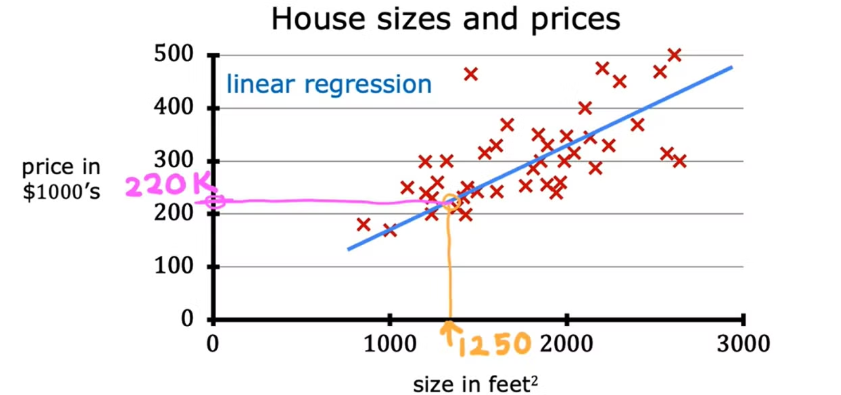 House sizes and prices
500
linear regression
400
300
price in
$1000's
220K
200
100
0
0
1000
1250
2000
3000
size in feet²